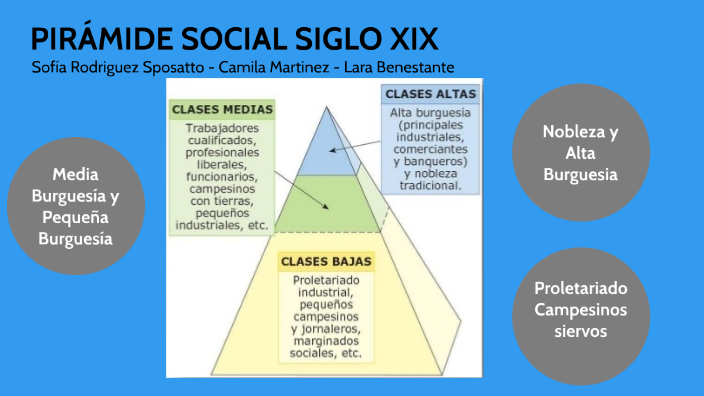 PIRÁMIDE SOCIAL SIGLO XIX
Sofía Rodriguez Sposatto - Camila Martinez - Lara Benestante
Media
Burguesía y
Pequeña
Burguesía
CLASES MEDIAS
Trabajadores
cualificados,
profesionales
liberales,
funcionarios,
campesinos
con tierras,
pequeños
industriales, etc.
CLASES ALTAS
Alta burguesía
(principales
industriales,
comerciantes
y banqueros)
y nobleza
tradicional.
CLASES BAJAS
Proletariado
industrial,
pequeños
campesinos
y jornaleros,
marginados
sociales, etc.
Nobleza y
Alta
Burguesia
Proletariado
Campesinos
siervos